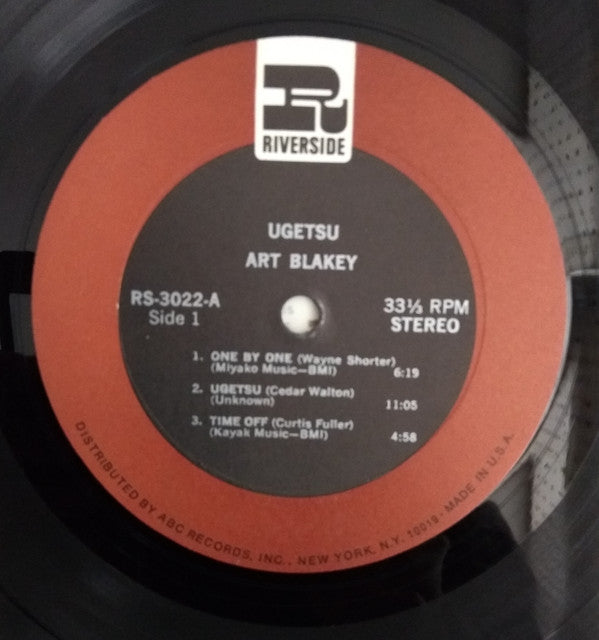 R
RIVERSIDE
UGETSU
ART BLAKEY
RS-3022-A
Side 1
33⅓ RPM
STEREO
1. ONE BY ONE (Wayne Shorter)
(Miyako Music—BMI) 6:19
2. UGETSU (Cedar Walton)
(Unknown) 11:05
3. TIME OFF (Curtis Fuller)
(Kayak Music—BMI) 4:58
DISTRIBUTED BY ABC RECORDS, INC., NEW YORK, N.Y. 10019 · MADE IN U.S.A.